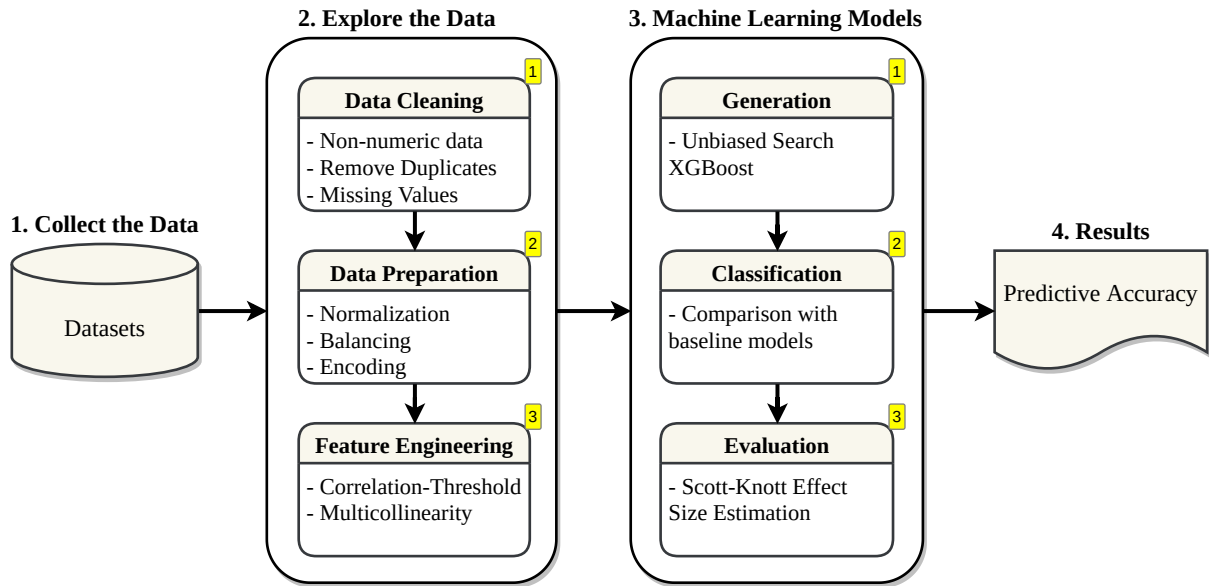 1. Collect the Data
Datasets
2. Explore the Data
1
Data Cleaning
- Non-numeric data
- Remove Duplicates
- Missing Values
2
Data Preparation
- Normalization
- Balancing
- Encoding
3
Feature Engineering
- Correlation-Threshold
- Multicollinearity
3. Machine Learning Models
1
Generation
- Unbiased Search
XGBoost
2
Classification
- Comparison with
baseline models
3
Evaluation
- Scott-Knott Effect
Size Estimation
4. Results
Predictive Accuracy